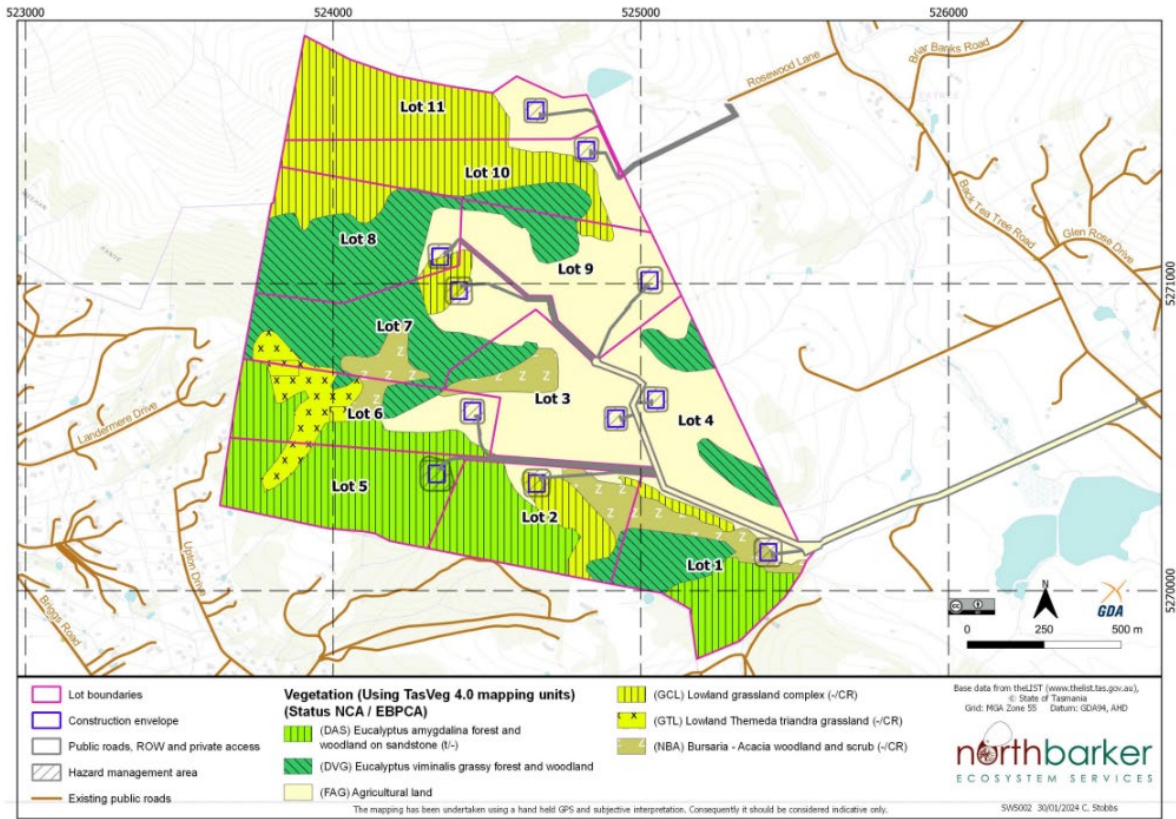 523000
524000
525000
526000
Rosewood Lane
Briar Banks Road
Lot 11
Lot 10
Back Tea Tree Road
Glen Rose Drive
Lot 8
Lot 9
5271000
Lot 7
Lot 3
Lot 4
Lot 6
Landermere Drive
Lot 5
Lot 2
Lot 1
Upton Drive
Briggs Road
5270000
N
GDA
0 250 500 m
Lot boundaries
Construction envelope
Public roads, ROW and private access
Hazard management area
Existing public roads
Vegetation (Using TasVeg 4.0 mapping units)
(Status NCA / EBPCA)
(DAS) Eucalyptus amygdalina forest and
woodland on sandstone (t/-)
(DVG) Eucalyptus viminalis grassy forest and woodland
(FAG) Agricultural land
(GCL) Lowland grassland complex (-/CR)
(GTL) Lowland Themeda triandra grassland (-/CR)
(NBA) Bursaria - Acacia woodland and scrub (-/CR)
Base data from theLIST (www.thelist.tas.gov.au),
© State of Tasmania
Grid: MGA Zone 55 Datum: GDA94, AHD
northbarker
ECOSYSTEM SERVICES
The mapping has been undertaken using a hand held GPS and subjective interpretation. Consequently it should be considered indicative only.
SWS002 30/01/2024 C. Stobbs